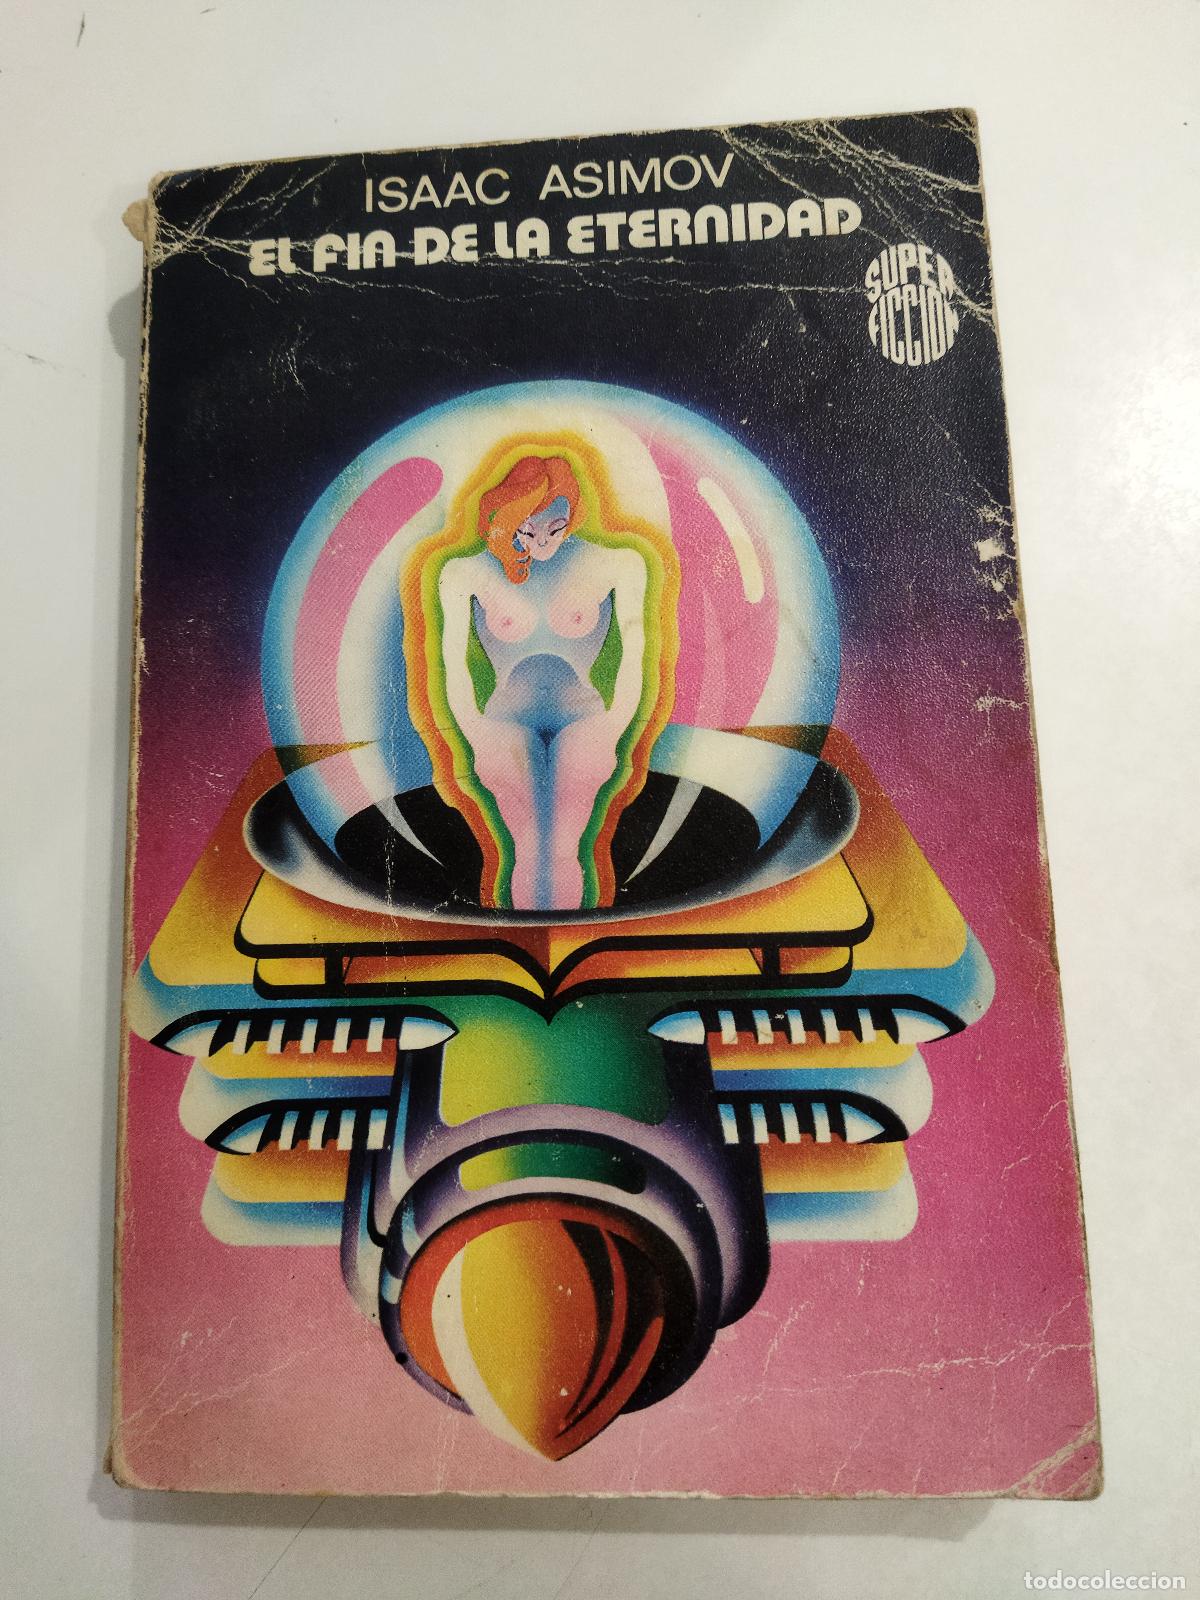 ISAAC ASIMOV
EL FIN DE LA ETERNIDAD
SUPER
FICCION
todocoleccion